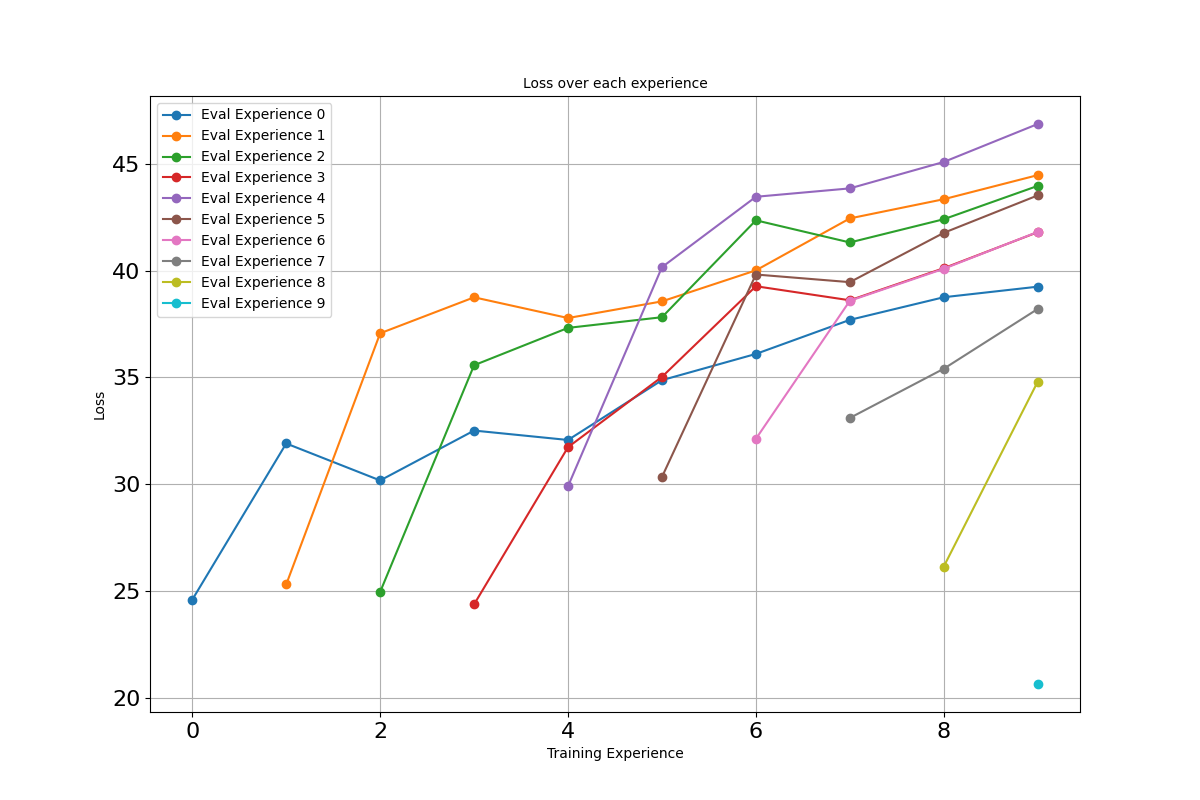 Loss over each experience
Eval Experience 0
Eval Experience 1
Eval Experience 2
Eval Experience 3
Eval Experience 4
Eval Experience 5
Eval Experience 6
Eval Experience 7
Eval Experience 8
Eval Experience 9
45
40
35
30
25
20
Loss
0 2 4 6 8
Training Experience